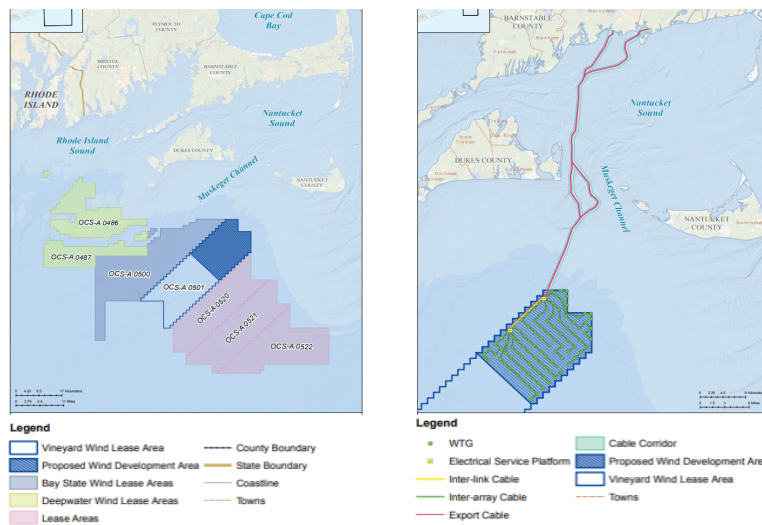 Cape Cod
Bay
PLYMOUTH
COUNTY
BRISTOL
COUNTY
BARNSTABLE
COUNTY
RHODE
ISLAND
Nantucket
Sound
Rhode Island
Sound
DUKES COUNTY
Muskeget Channel
NANTUCKET
COUNTY
OCS-A 0486
OCS-A 0487
OCS-A 0500
OCS-A 0501
OCS-A 0520
OCS-A 0521
OCS-A 0522
Legend
Vineyard Wind Lease Area
Proposed Wind Development Area
Bay State Wind Lease Areas
Deepwater Wind Lease Areas
Lease Areas
County Boundary
State Boundary
Coastline
Towns
BARNSTABLE
COUNTY
Nantucket
Sound
DUKES COUNTY
Muskeget Channel
NANTUCKET
COUNTY
Legend
WTG
Electrical Service Platform
Inter-link Cable
Inter-array Cable
Export Cable
Cable Corridor
Proposed Wind Development Are
Vineyard Wind Lease Area
Towns